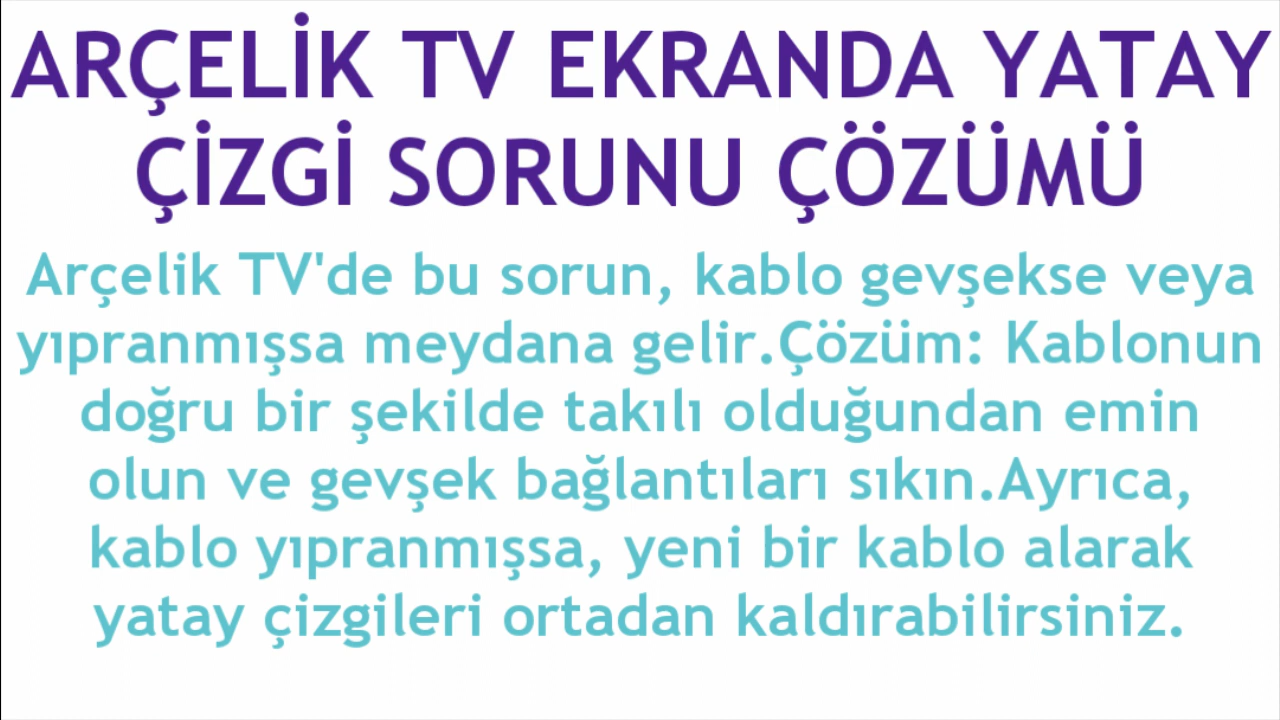 ARÇELİK TV EKRANDA YATAY
ÇİZGİ SORUNU ÇÖZÜMÜ
Arçelik TV'de bu sorun, kablo gevşekse veya
yıpranmışsa meydana gelir.Çözüm: Kablonun
doğru bir şekilde takılı olduğundan emin
olun ve gevşek bağlantıları sıkın.Ayrıca,
kablo yıpranmışsa, yeni bir kablo alarak
yatay çizgileri ortadan kaldırabilirsiniz.